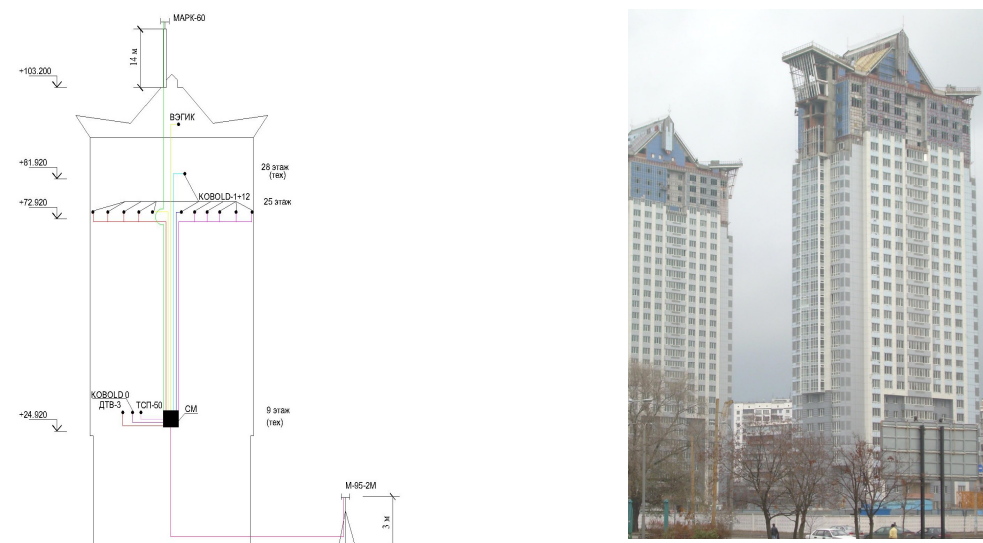 МАРК-60
14 м
+103.200
ВЭГИК
+81.920
28 этаж
(тех)
KOBOLD-1+12
+72.920
25 этаж
KOBOLD 0
ДТВ-3
ТСП-50
СМ
+24.920
9 этаж
(тех)
М-95-2М
3 м